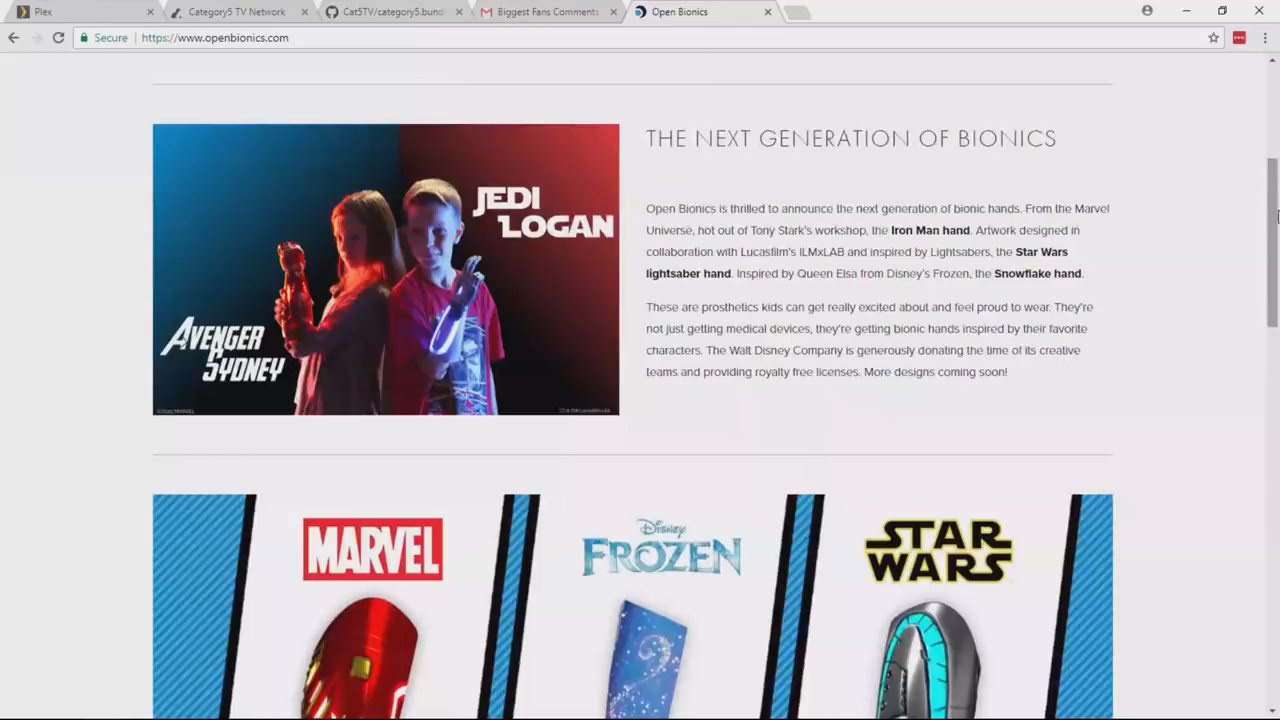 Plex
Category5 TV Network
Cat5TV/category5.bund
Biggest Fans Comments
Open Bionics
Secure
https://www.openbionics.com
THE NEXT GENERATION OF BIONICS
JEDI
LOGAN
AVENGER
SYDNEY
Open Bionics is thrilled to announce the next generation of bionic hands. From the Marvel
Universe, hot out of Tony Stark's workshop, the Iron Man hand. Artwork designed in
collaboration with Lucasfilm's ILMxLAB and inspired by Lightsabers, the Star Wars
lightsaber hand. Inspired by Queen Elsa from Disney's Frozen, the Snowflake hand.
These are prosthetics kids can get really excited about and feel proud to wear. They're
not just getting medical devices, they're getting bionic hands inspired by their favorite
characters. The Walt Disney Company is generously donating the time of its creative
teams and providing royalty free licenses. More designs coming soon!
MARVEL
Disney
FROZEN
STAR
WARS